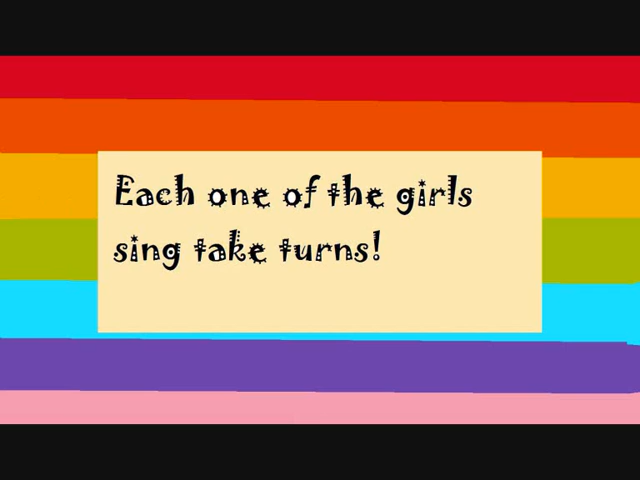 Each one of the girls
sing take turns!